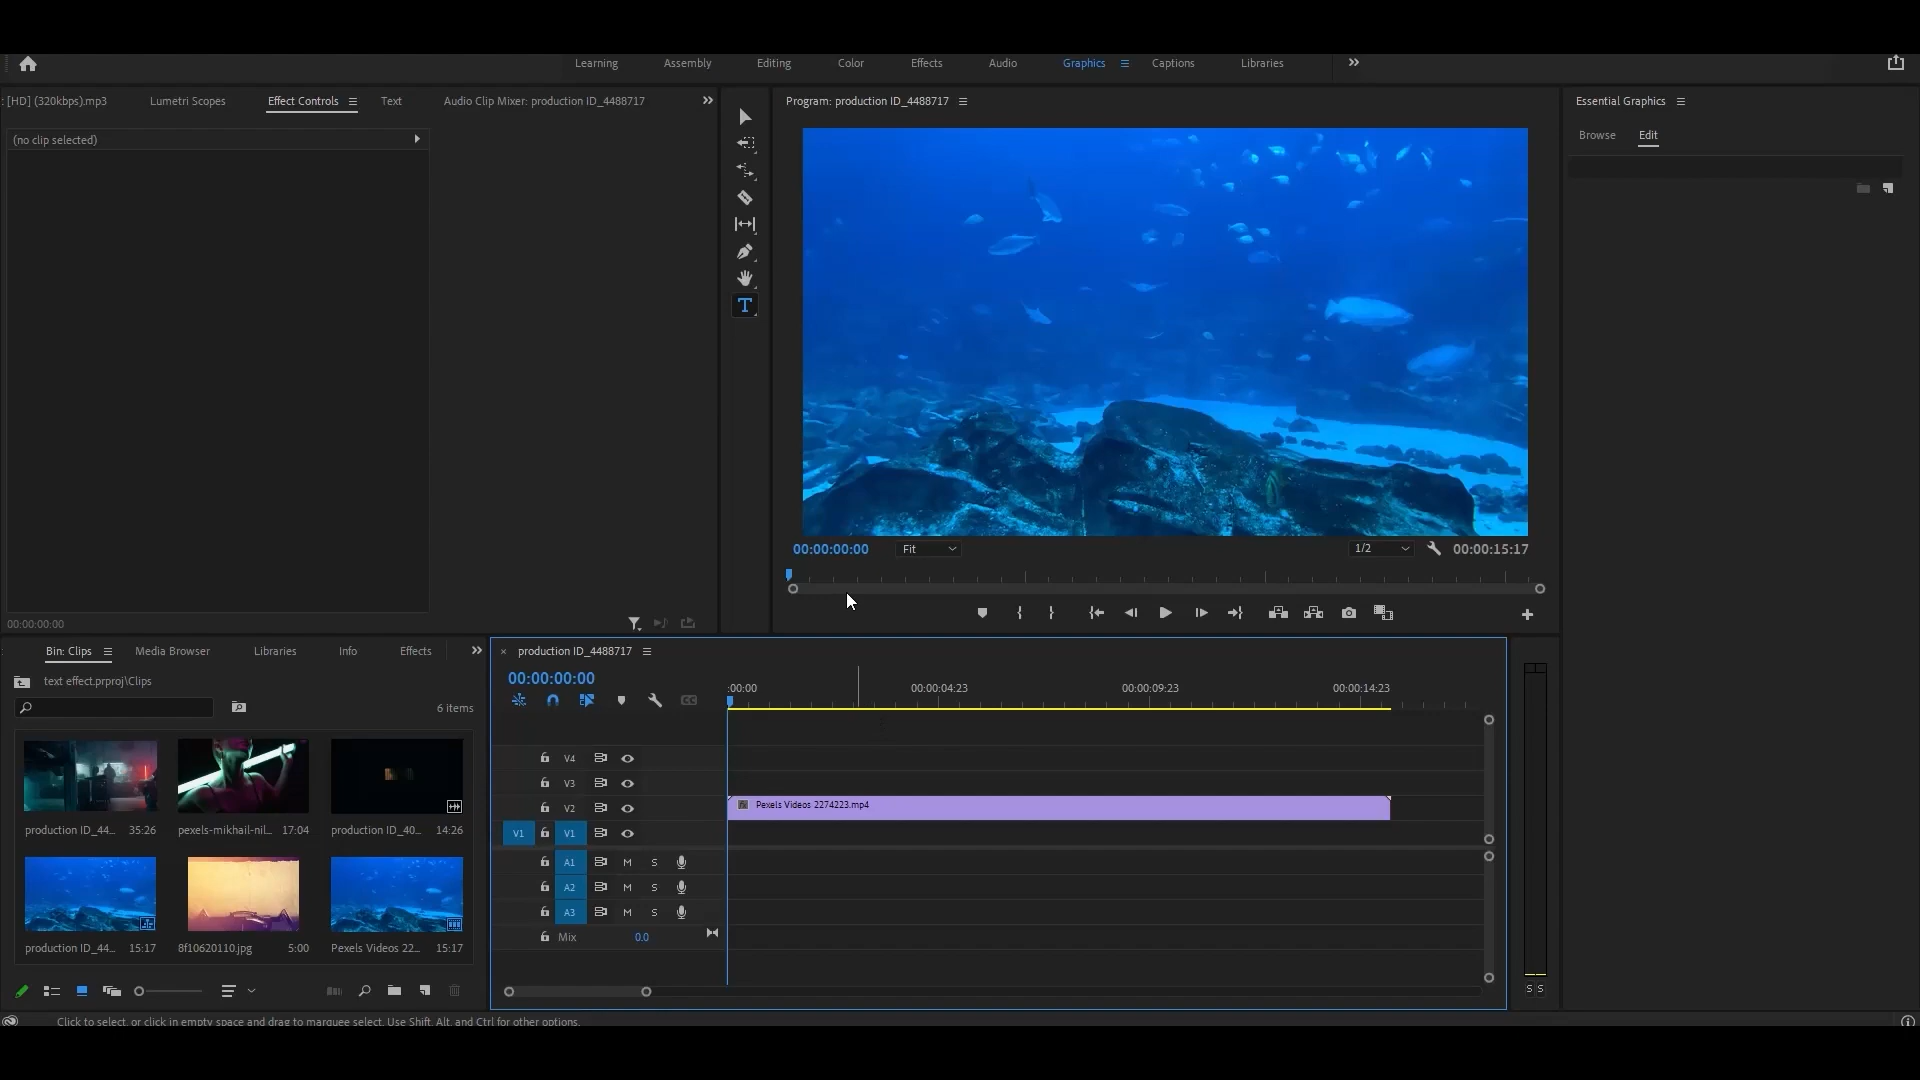 Learning Assembly Editing Color Effects Audio Graphics Captions Libraries
: [HD] (320kbps).mp3 Lumetri Scopes Effect Controls Text Audio Clip Mixer: production ID_4488717
(no clip selected)
00:00:00:00
Program: production ID_4488717
00:00:00:00 Fit 1/2 00:00:15:17
Essential Graphics
Browse Edit
Bin: Clips Media Browser Libraries Info Effects
text effect.prproj\Clips
6 items
production ID_44... 35:26
pexels-mikhail-nil... 17:04
production ID_40... 14:26
production ID_44... 15:17
8f10620110.jpg 5:00
Pexels Videos 22... 15:17
production ID_4488717
00:00:00:00
:00:00 00:00:04:23 00:00:09:23 00:00:14:23
V4
V3
V2 Pexels Videos 2274223.mp4
V1 V1
A1 M S
A2 M S
A3 M S
Mix 0.0
S S
Click to select, or click in empty space and drag to marquee select. Use Shift, Alt, and Ctrl for other options.